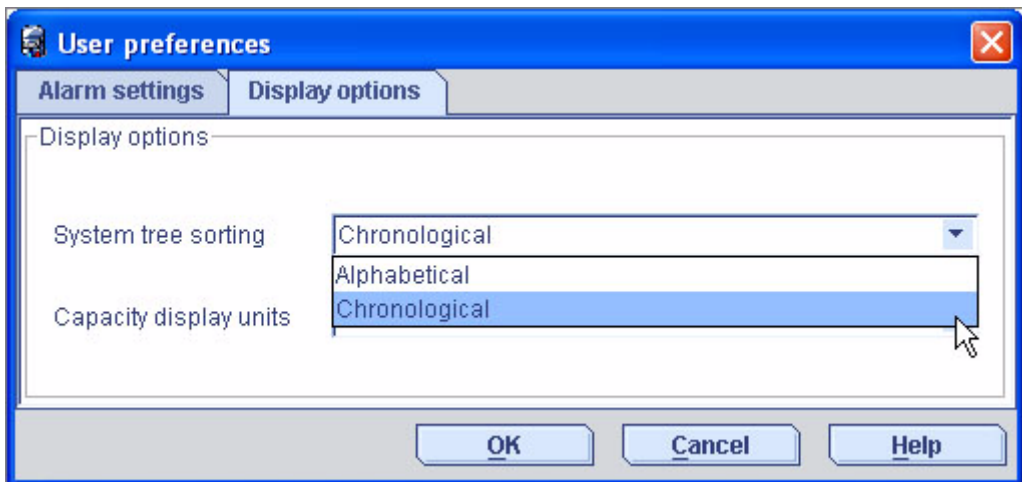 User preferences
Alarm settings Display options
Display options
System tree sorting Chronological
Alphabetical
Chronological
Capacity display units
OK Cancel Help